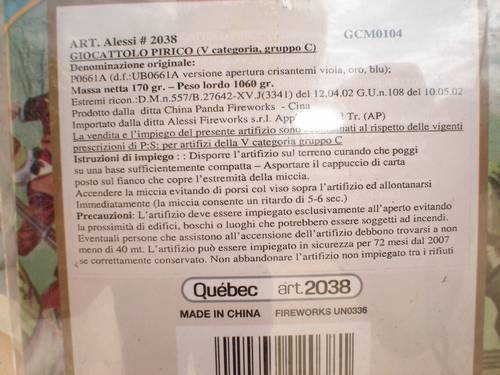 ART. Alessi # 2038
GCM0104
GIOCATTOLO PIRICO (V categoria, gruppo C)
Denominazione originale:
P0661A (d.f.:UB0661A versione apertura crisantemi viola, oro, blu);
Massa netta 170 gr. – Peso lordo 1060 gr.
Estremi ricon.:D.M.n.557/B.27642-XV.J(3341) del 12.04.02 G.U.n.108 del 10.05.02
Prodotto dalla ditta China Panda Fireworks - Cina
Importato dalla ditta Alessi Fireworks s.r.l. Tr. (AP)
La vendita e l'impiego del presente artifizio sono al rispetto delle vigenti
prescrizioni di P:S: per artifizi della V categoria gruppo C
Istruzioni di impiego : : Disporre l'artifizio sul terreno curando che poggi
su una base sufficientemente compatta – Asportare il cappuccio di carta
posto sul fianco che copre l'estremità della miccia.
Accendere la miccia evitando di porsi col viso sopra l'artifizio ed allontanarsi
Immediatamente (la miccia consente un ritardo di 5-6 sec.)
Precauzioni: L'artifizio deve essere impiegato esclusivamente all'aperto evitando
la prossimità di edifici, boschi o luoghi che potrebbero essere soggetti ad incendi.
Eventuali persone che assistono all'accensione dell'artifizio debbono trovarsi a non
meno di 40 mt. L'artifizio può essere impiegato in sicurezza per 72 mesi dal 2007
se correttamente conservato. Non abbandonare l'artifizio non impiegato tra i rifiuti
Québec art.2038
MADE IN CHINA FIREWORKS UN0336